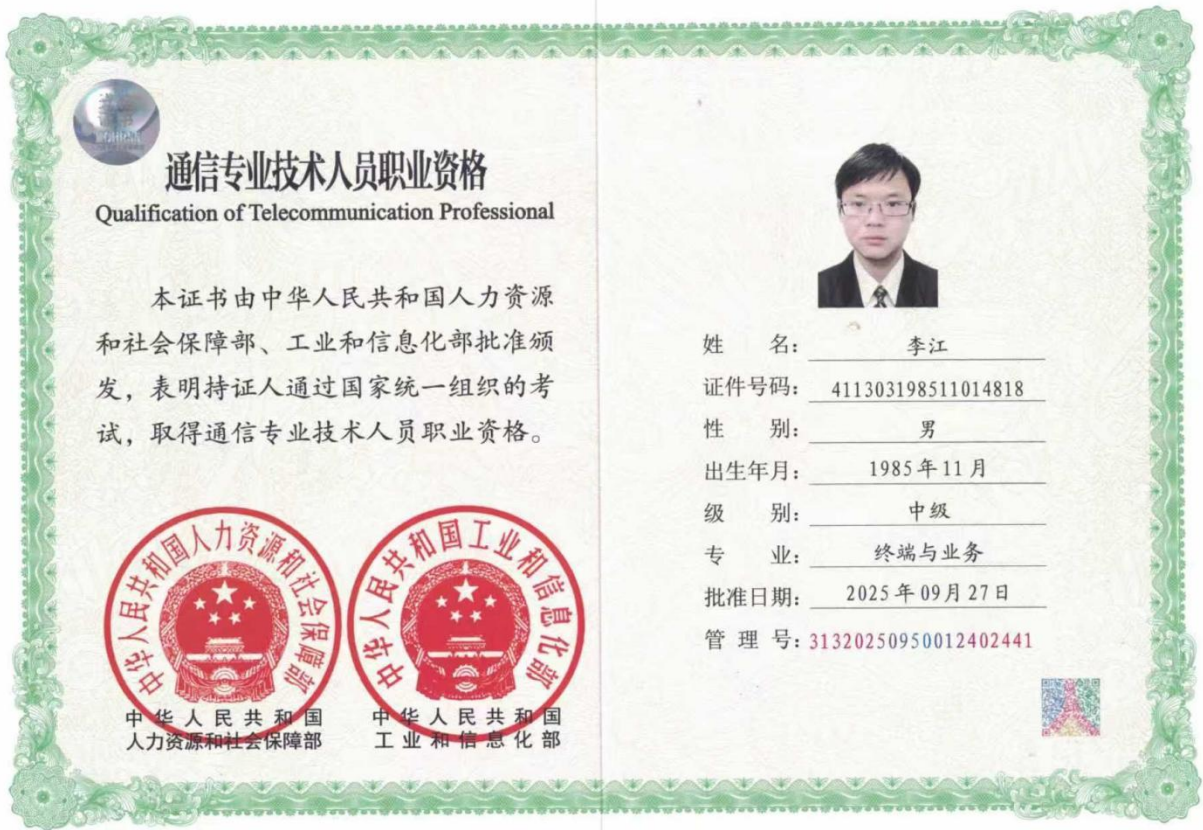 通信专业技术人员职业资格
Qualification of Telecommunication Professional
本证书由中华人民共和国人力资源
和社会保障部、工业和信息化部批准颁
发，表明持证人通过国家统一组织的考
试，取得通信专业技术人员职业资格。
中华人民共和国人力资源和社会保障部
中华人民共和国工业和信息化部
中华人民共和国
人力资源和社会保障部
中华人民共和国
工业和信息化部
姓名：李江
证件号码：411303198511014818
性别：男
出生年月：1985年11月
级别：中级
专业：终端与业务
批准日期：2025年09月27日
管理号：31320250950012402441